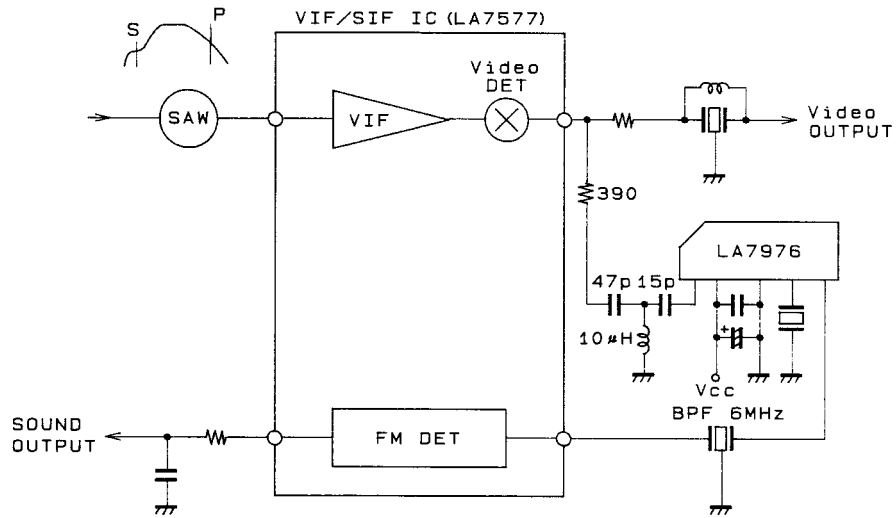 VIF/SIF IC (LA7577)
S
P
SAW
VIF
Video
DET
Video
OUTPUT
390
LA7976
47p 15p
10μH
+
Vcc
BPF 6MHz
SOUND
OUTPUT
FM DET